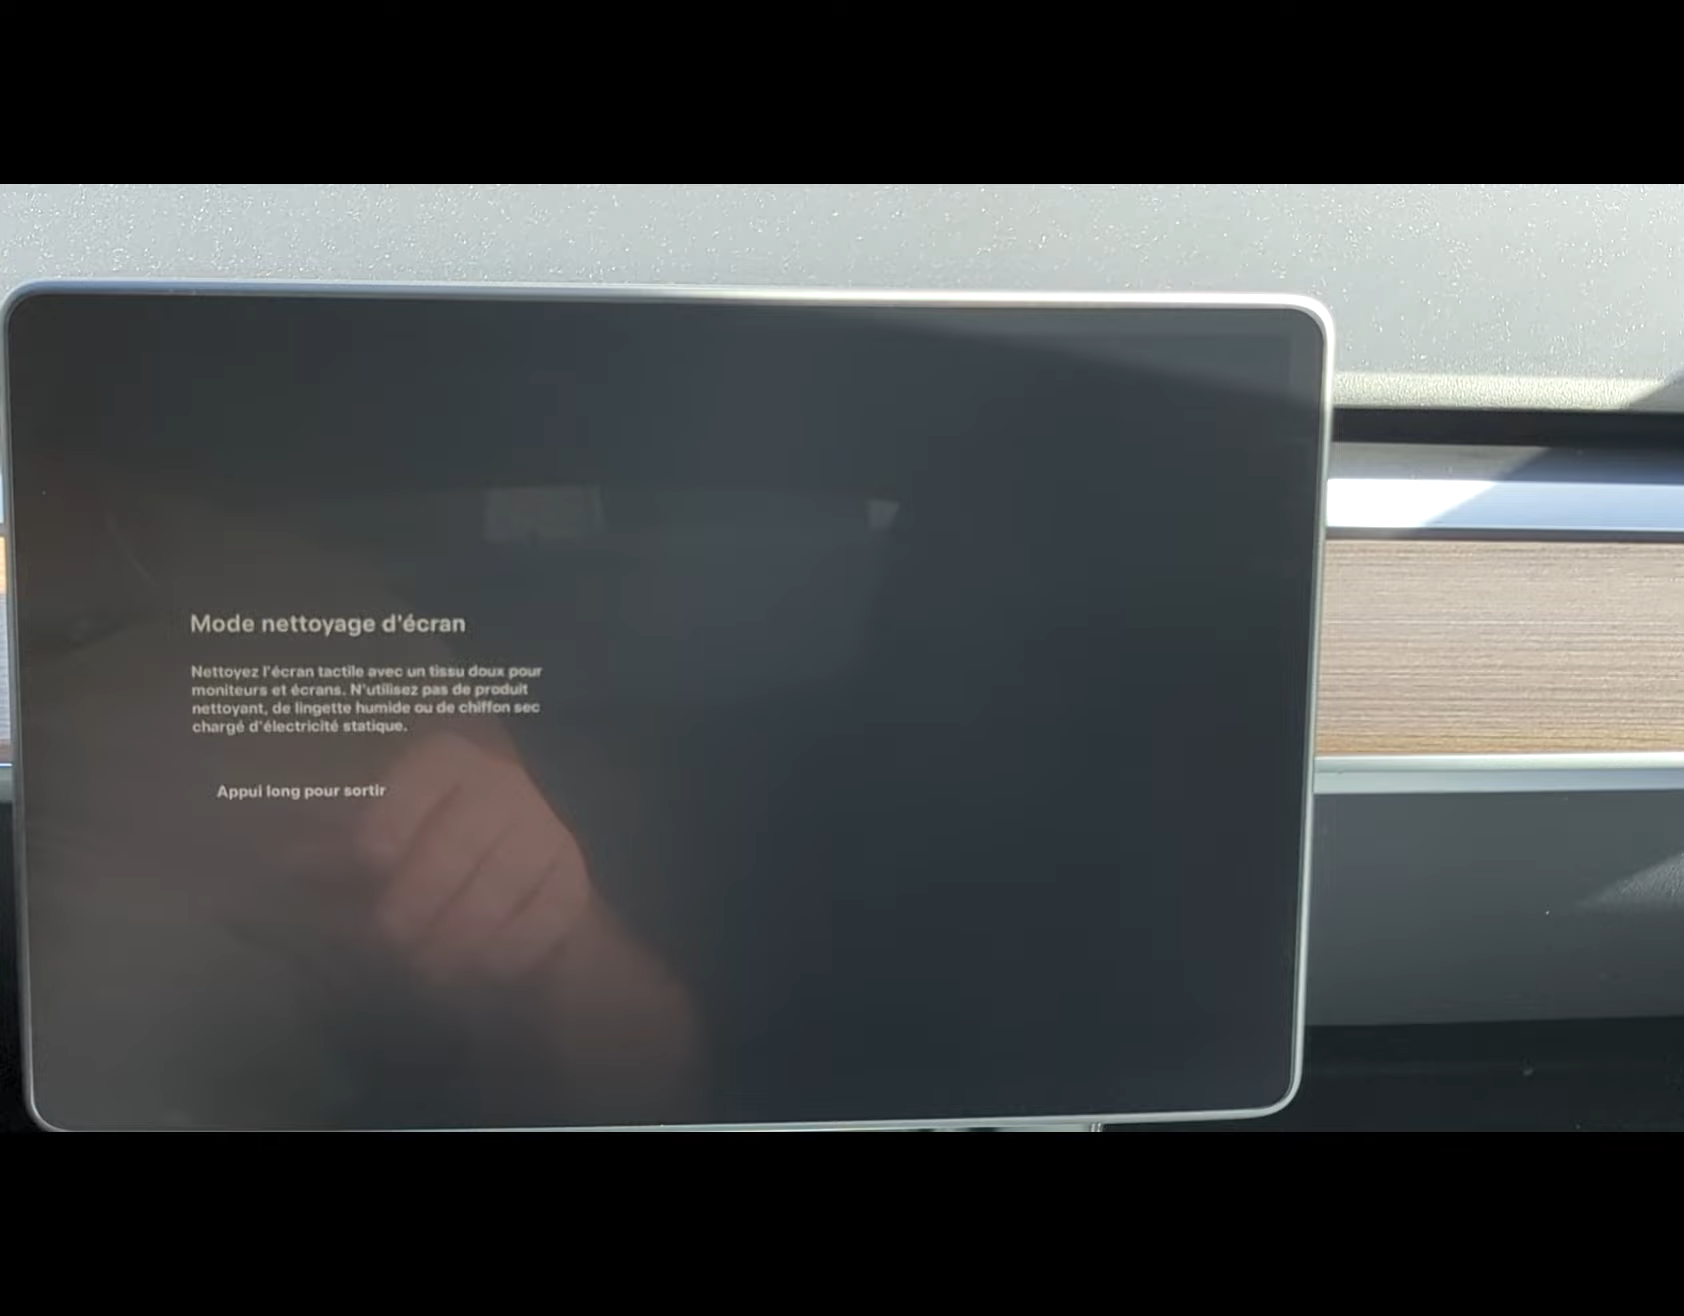 Mode nettoyage d'écran
Nettoyez l'écran tactile avec un tissu doux pour
moniteurs et écrans. N'utilisez pas de produit
nettoyant, de lingette humide ou de chiffon sec
chargé d'électricité statique.
Appui long pour sortir